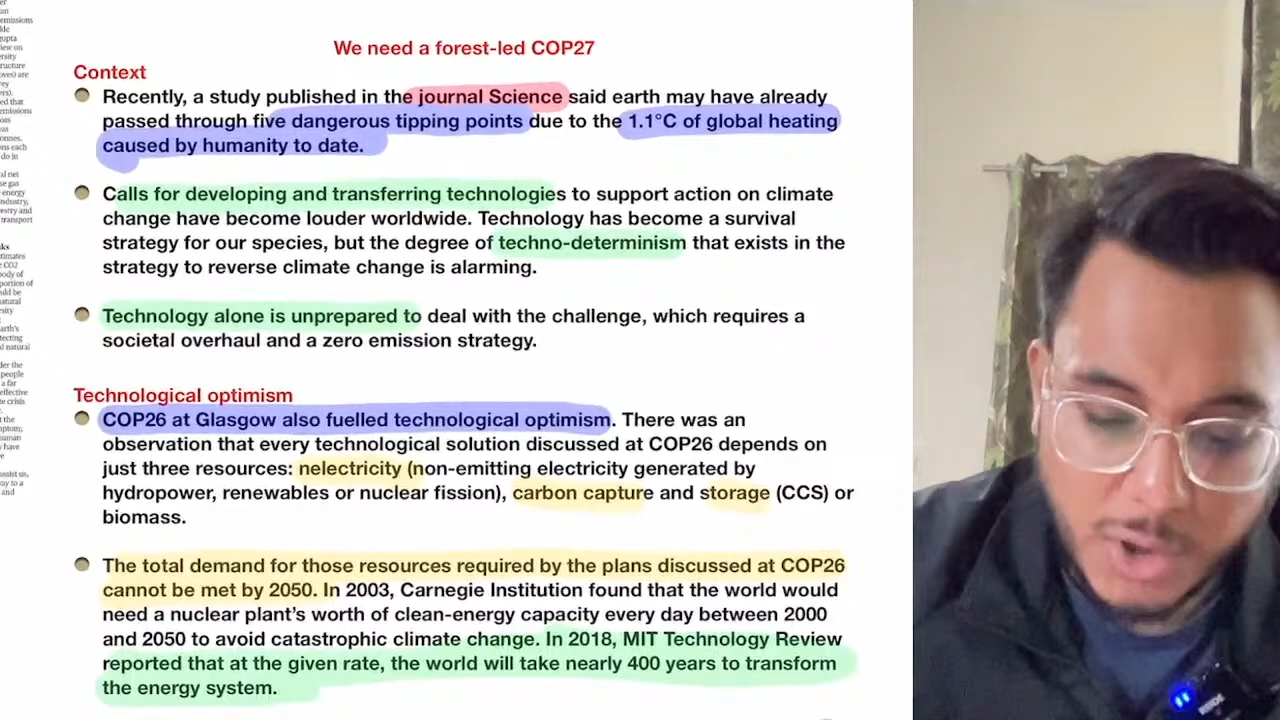 We need a forest-led COP27
Context
Recently, a study published in the journal Science said earth may have already
passed through five dangerous tipping points due to the 1.1°C of global heating
caused by humanity to date.
Calls for developing and transferring technologies to support action on climate
change have become louder worldwide. Technology has become a survival
strategy for our species, but the degree of techno-determinism that exists in the
strategy to reverse climate change is alarming.
Technology alone is unprepared to deal with the challenge, which requires a
societal overhaul and a zero emission strategy.
Technological optimism
COP26 at Glasgow also fuelled technological optimism. There was an
observation that every technological solution discussed at COP26 depends on
just three resources: nelectricity (non-emitting electricity generated by
hydropower, renewables or nuclear fission), carbon capture and storage (CCS) or
biomass.
The total demand for those resources required by the plans discussed at COP26
cannot be met by 2050. In 2003, Carnegie Institution found that the world would
need a nuclear plant's worth of clean-energy capacity every day between 2000
and 2050 to avoid catastrophic climate change. In 2018, MIT Technology Review
reported that at the given rate, the world will take nearly 400 years to transform
the energy system.